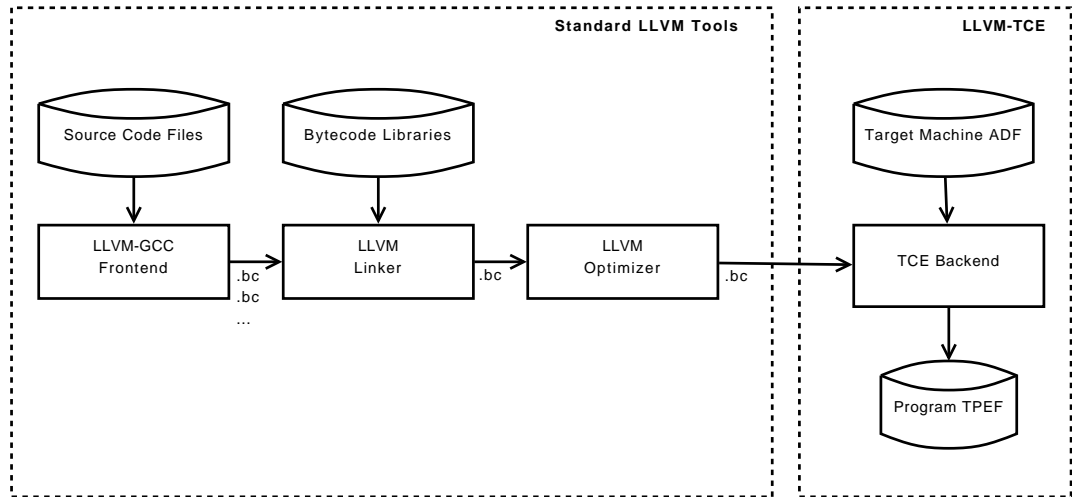 Standard LLVM Tools
LLVM-TCE
Source Code Files
Bytecode Libraries
Target Machine ADF
LLVM-GCC
Frontend
.bc
.bc
...
LLVM
Linker
.bc
LLVM
Optimizer
.bc
TCE Backend
Program TPEF